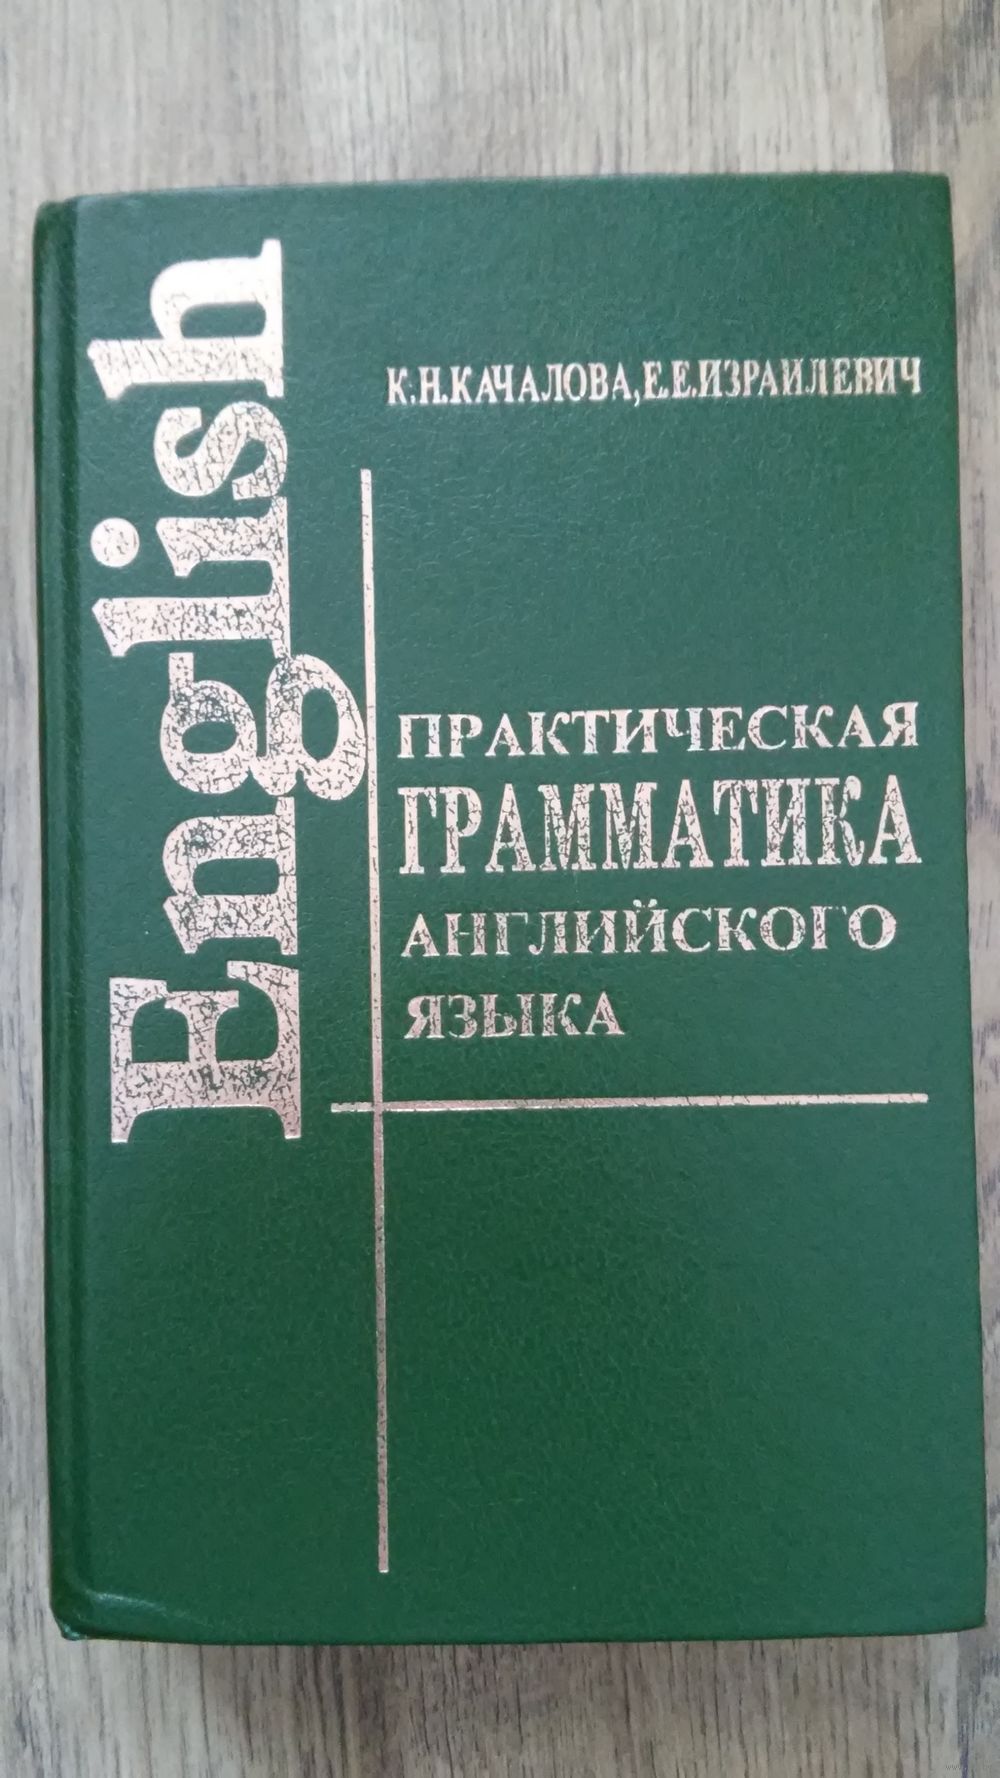 English
К.Н.КАЧАЛОВА, Е.Е.ИЗРАИЛЕВИЧ
ПРАКТИЧЕСКАЯ
ГРАММАТИКА
АНГЛИЙСКОГО
ЯЗЫКА